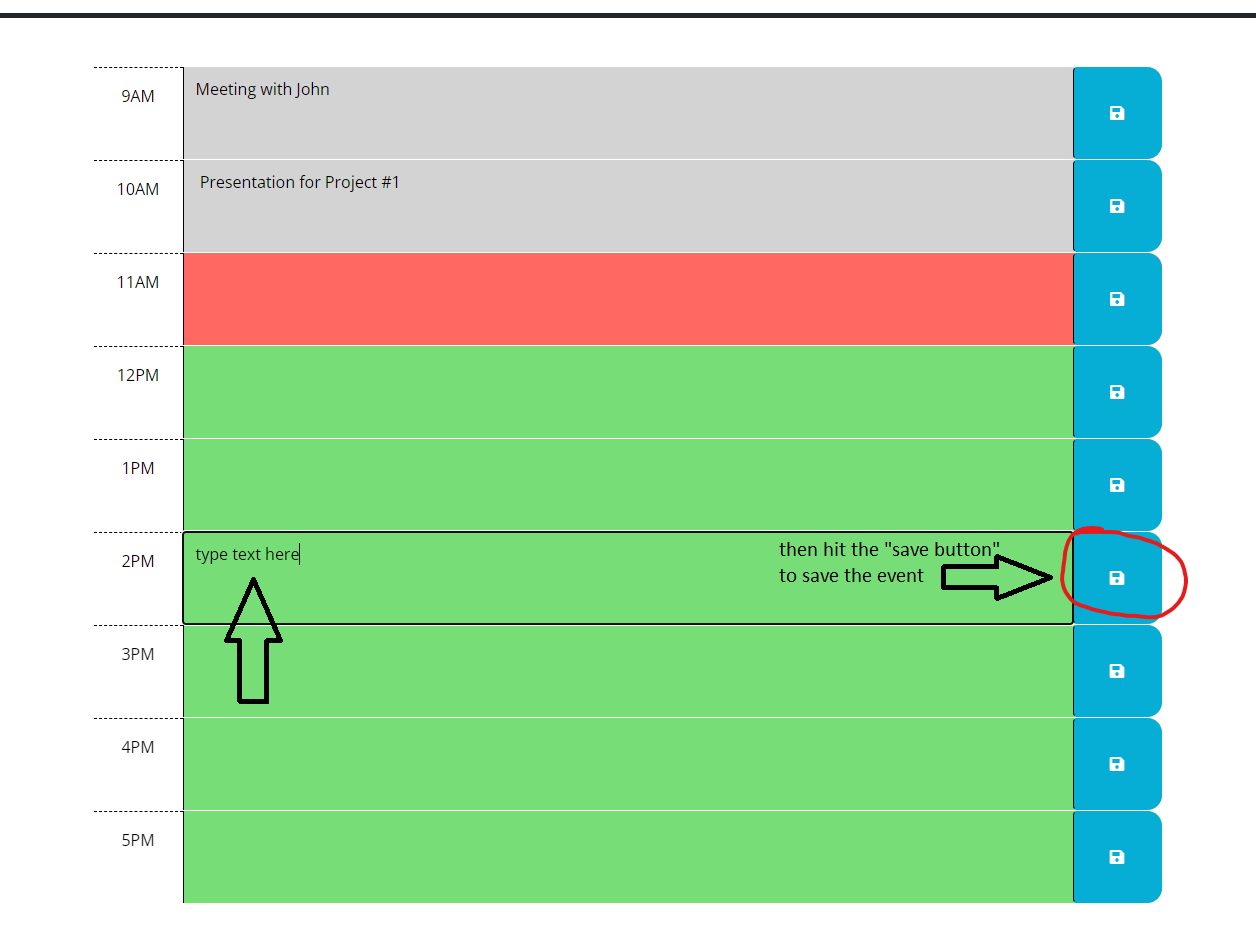 9AM Meeting with John
10AM Presentation for Project #1
11AM
12PM
1PM
2PM type text here
then hit the "save button"
to save the event
3PM
4PM
5PM